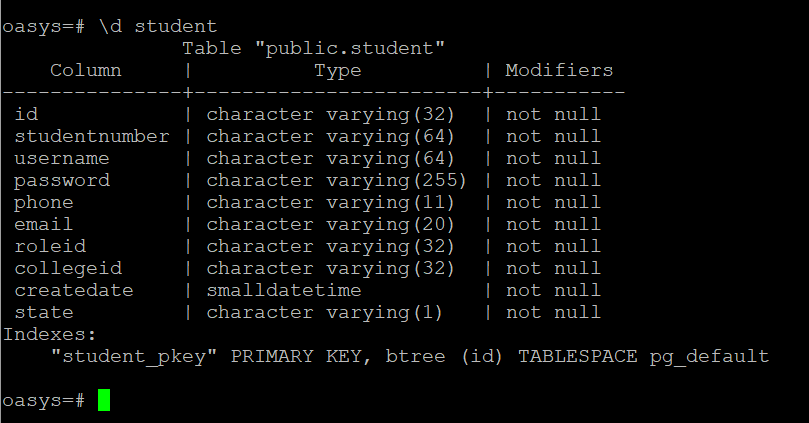 oasys=# \d student
Table "public.student"
Column | Type | Modifiers
---------------+------------------------+-----------
id | character varying(32) | not null
studentnumber | character varying(64) | not null
username | character varying(64) | not null
password | character varying(255) | not null
phone | character varying(11) | not null
email | character varying(20) | not null
roleid | character varying(32) | not null
collegeid | character varying(32) | not null
createdate | smalldatetime | not null
state | character varying(1) | not null
Indexes:
"student_pkey" PRIMARY KEY, btree (id) TABLESPACE pg_default
oasys=#